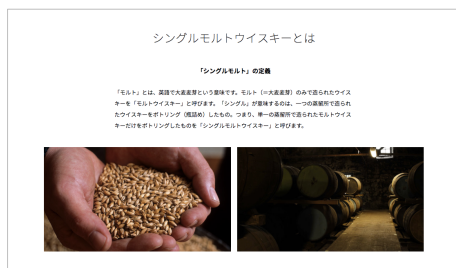 シングルモルトウイスキーとは
「シングルモルト」の定義
「モルト」とは、英語で大麦麦芽という意味です。モルト（＝大麦麦芽）のみで造られたウイス
キーを「モルトウイスキー」と呼びます。「シングル」が意味するのは、一つの蒸留所で造られ
たウイスキーをボトリング（瓶詰め）したもの。つまり、単一の蒸留所で造られたモルトウイス
キーだけをボトリングしたものを「シングルモルトウイスキー」と呼びます。